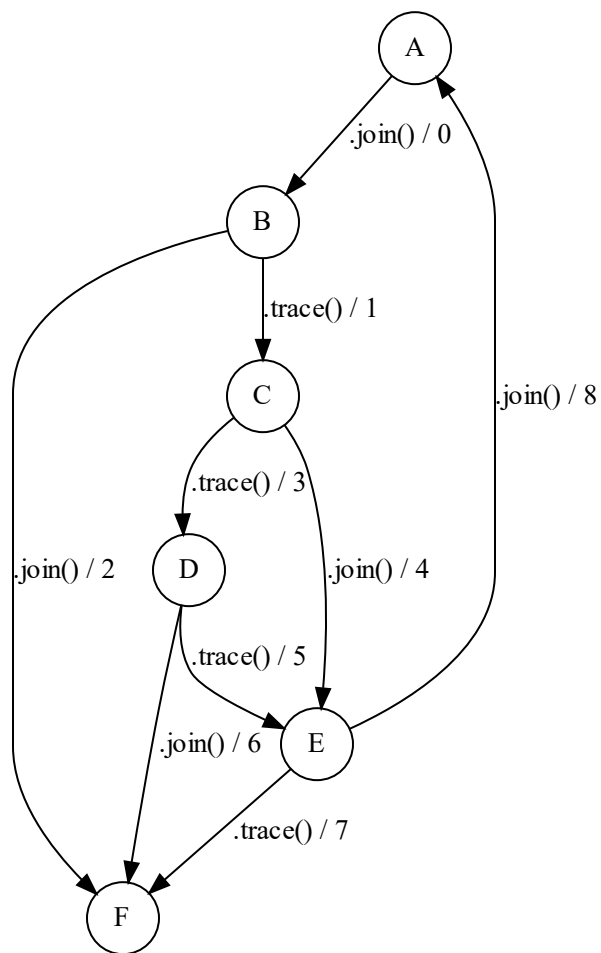 A
.join() / 0
B
.trace() / 1
C
.join() / 8
.trace() / 3
D
.join() / 2
.join() / 4
.trace() / 5
E
.join() / 6
.trace() / 7
F